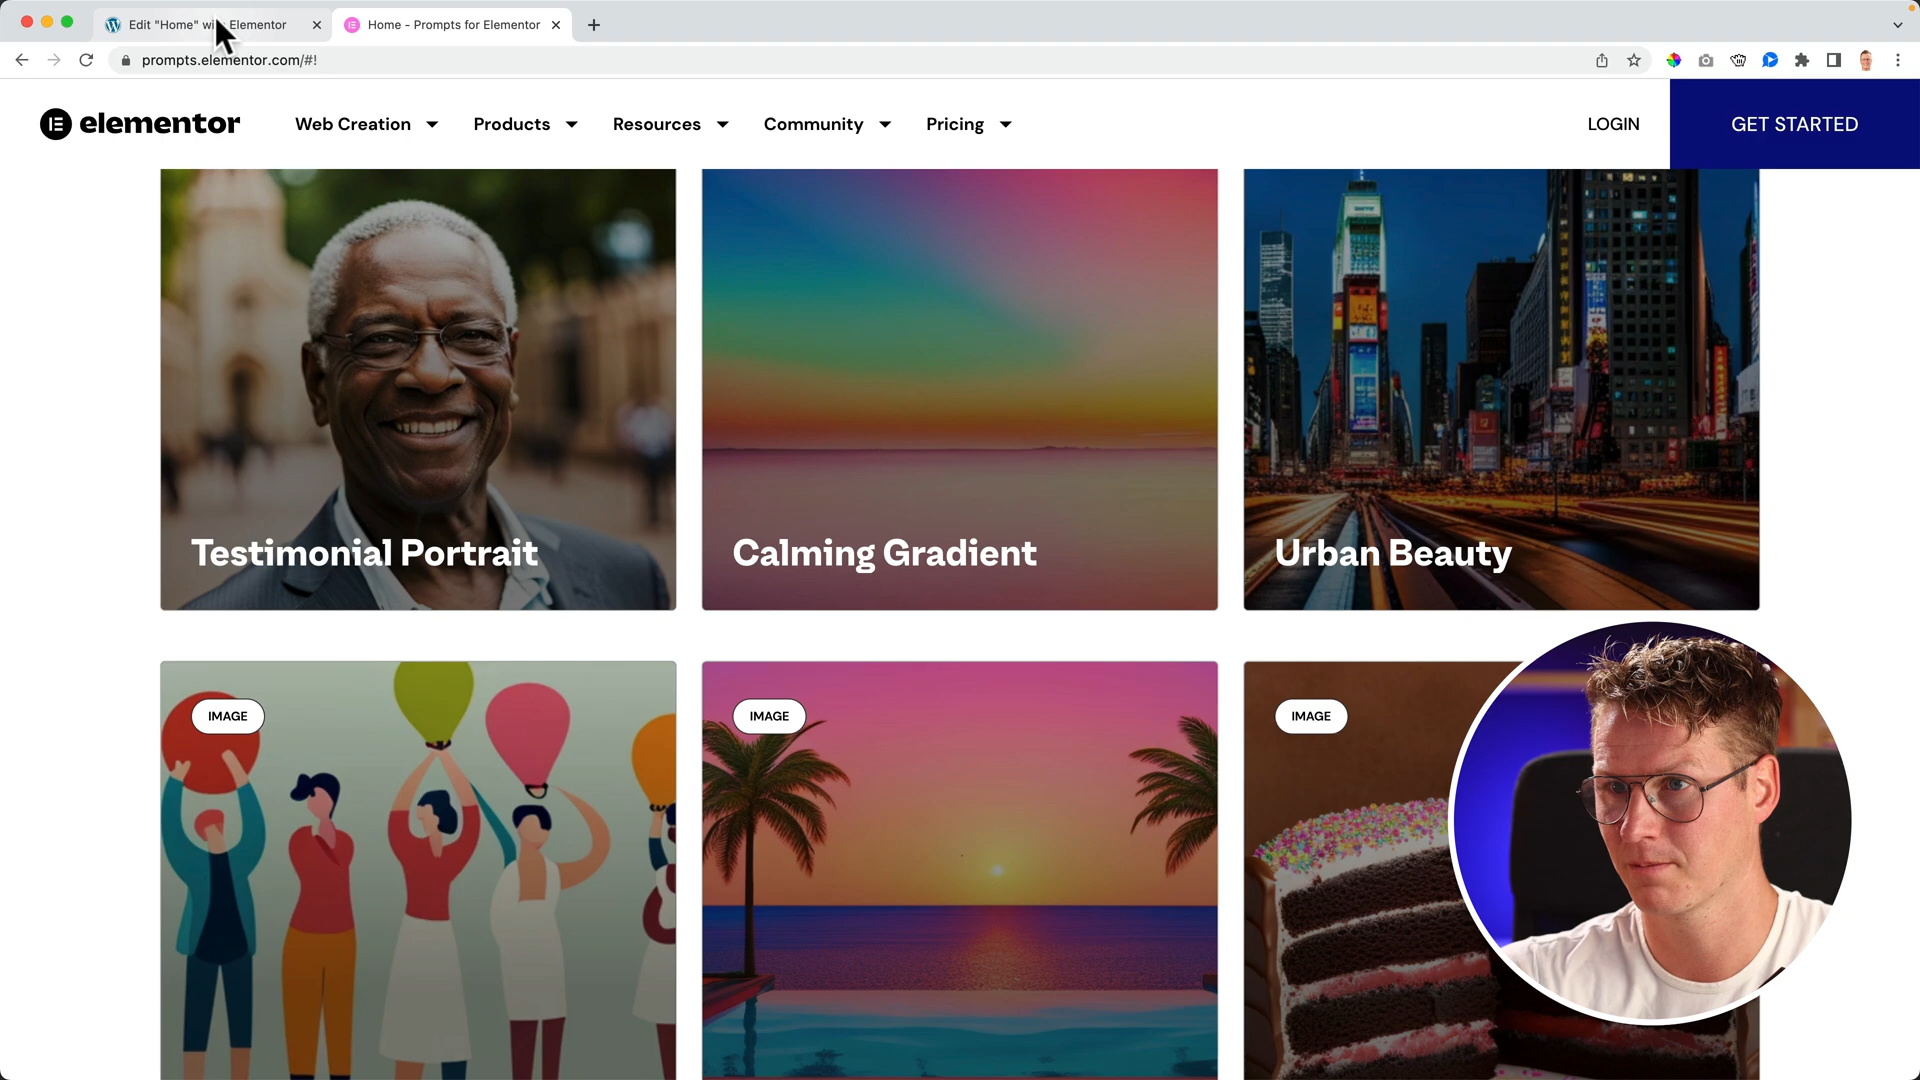 Edit "Home" with Elementor
Home - Prompts for Elementor
prompts.elementor.com/#!
elementor
Web Creation
Products
Resources
Community
Pricing
LOGIN
GET STARTED
Testimonial Portrait
Calming Gradient
Urban Beauty
IMAGE
IMAGE
IMAGE